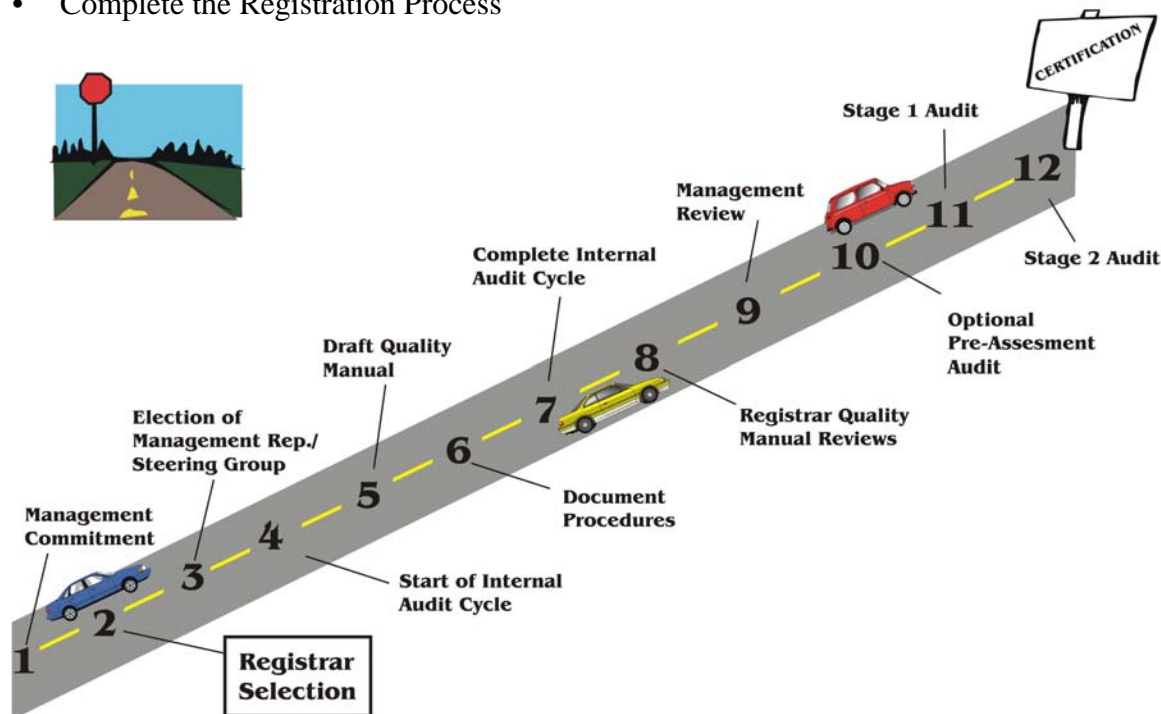 • Complete the Registration Process
CERTIFICATION
Stage 1 Audit
12
Management
Review
11
Complete Internal
Audit Cycle
10
Stage 2 Audit
9
Optional
Pre-Assesment
Audit
Draft Quality
Manual
8
7
Registrar Quality
Manual Reviews
Election of
Management Rep./
Steering Group
6
5
Document
Procedures
Management
Commitment
4
3
Start of Internal
Audit Cycle
2
1
Registrar
Selection